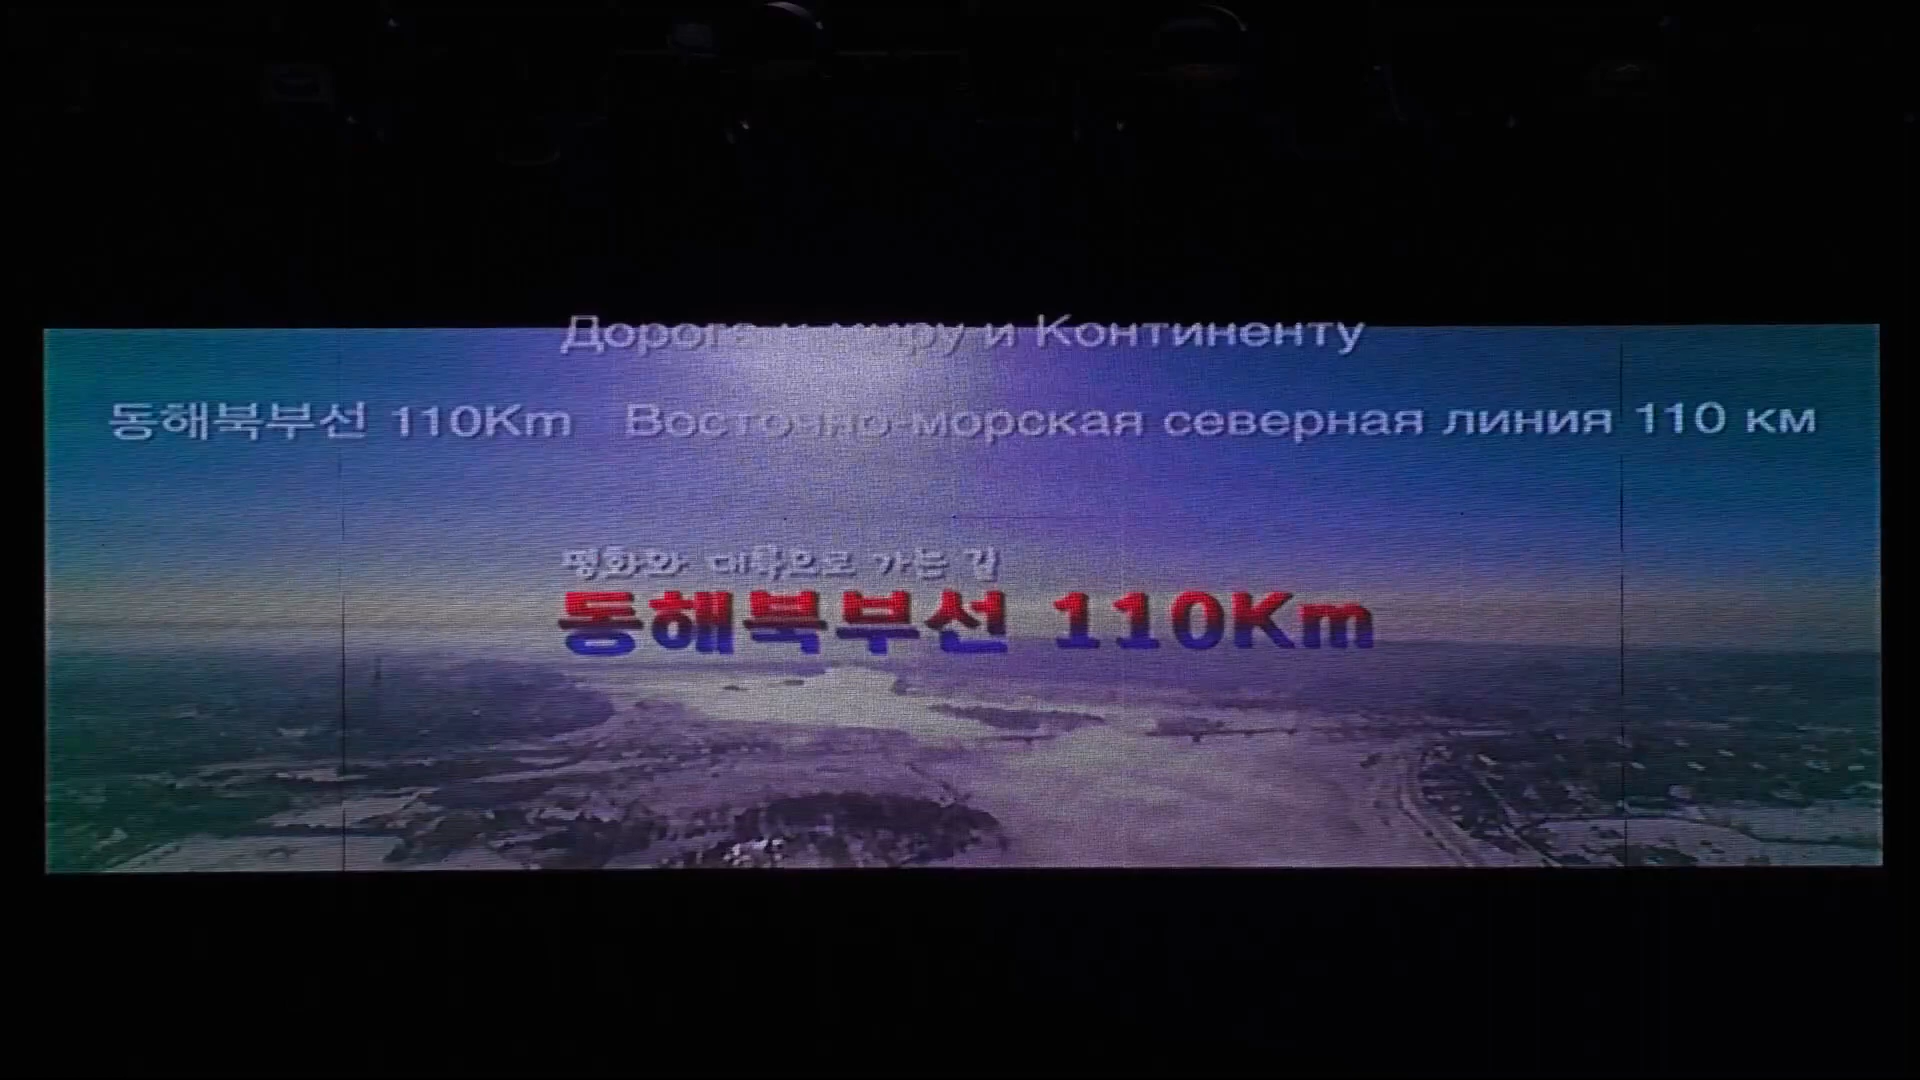 Дорога к миру и Континенту
동해북부선 110Km Восточно-морская северная линия 110 км
평화와 대륙으로 가는 길
동해북부선 110Km